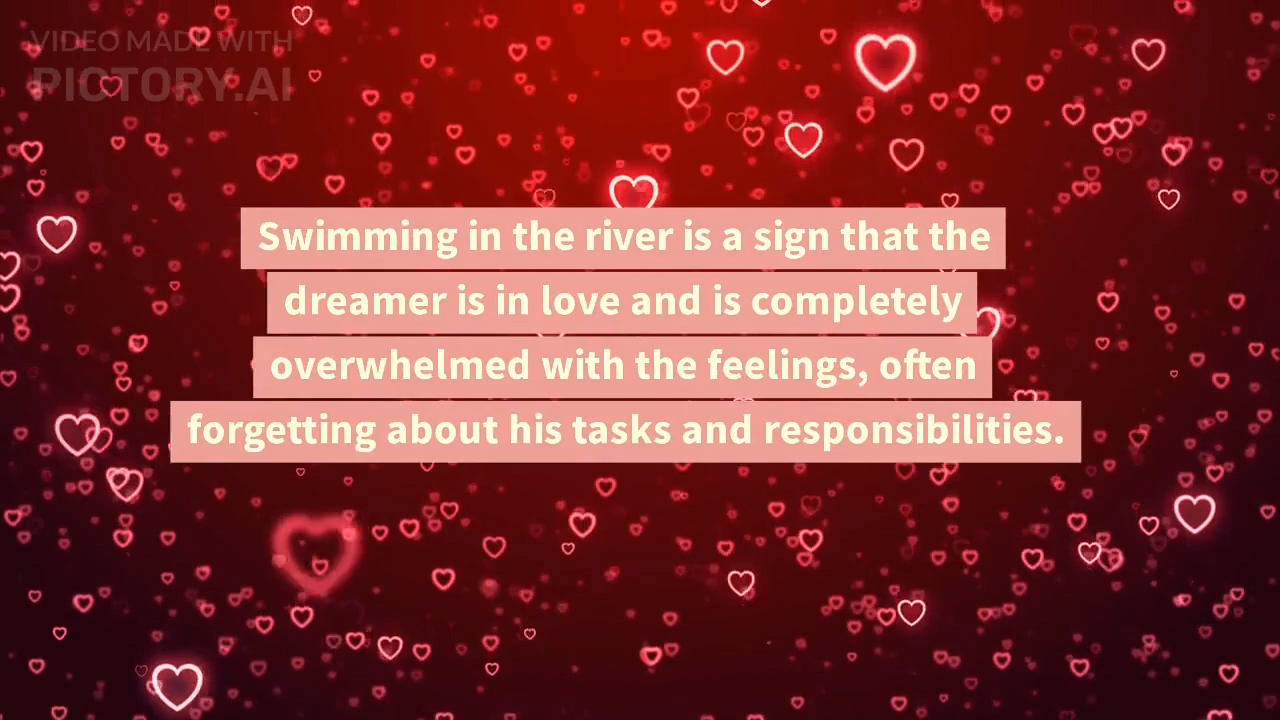 VIDEO MADE WITH
PICTORY.AI
Swimming in the river is a sign that the
dreamer is in love and is completely
overwhelmed with the feelings, often
forgetting about his tasks and responsibilities.